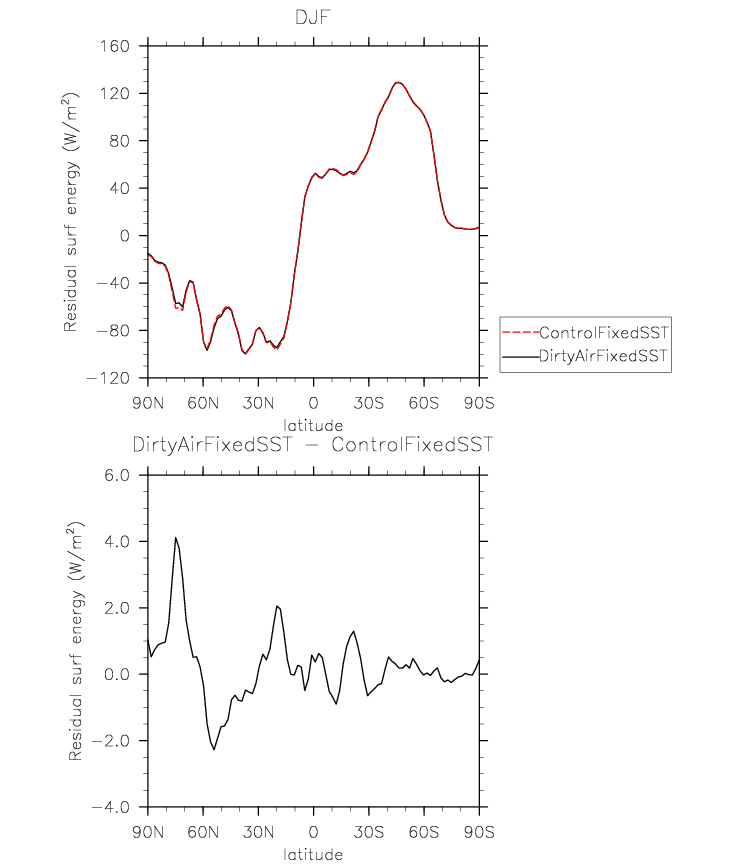 DJF
Residual surf energy (W/m²)
160
120
80
40
0
−40
−80
−120
90N 60N 30N 0 30S 60S 90S
latitude
ControlFixedSST
DirtyAirFixedSST
DirtyAirFixedSST − ControlFixedSST
Residual surf energy (W/m²)
6.0
4.0
2.0
0.0
−2.0
−4.0
90N 60N 30N 0 30S 60S 90S
latitude